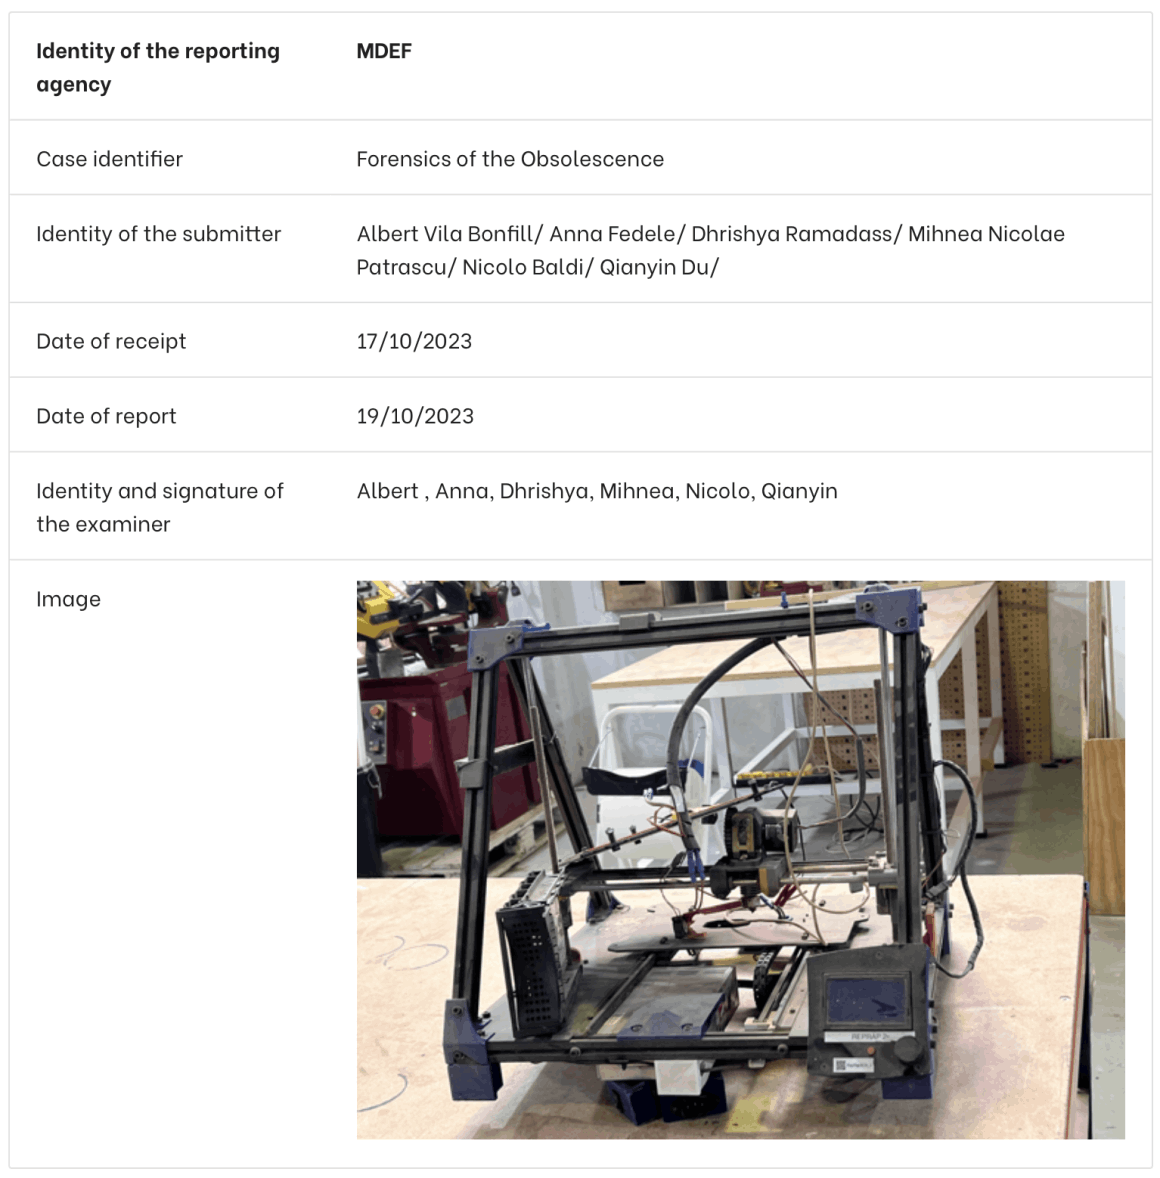 Identity of the reporting MDEF
agency
Case identifier Forensics of the Obsolescence
Identity of the submitter Albert Vila Bonfill/ Anna Fedele/ Dhrishya Ramadass/ Mihnea Nicolae
Patrascu/ Nicolo Baldi/ Qianyin Du/
Date of receipt 17/10/2023
Date of report 19/10/2023
Identity and signature of Albert , Anna, Dhrishya, Mihnea, Nicolo, Qianyin
the examiner
Image